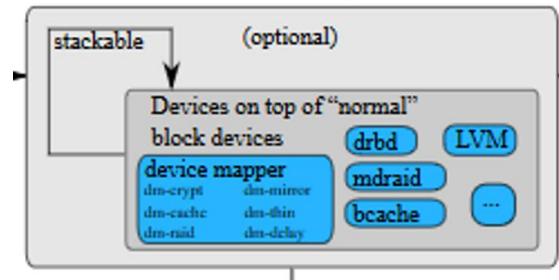 stackable
(optional)
Devices on top of “normal”
block devices
drbd
LVM
device mapper
dm-crypt dm-mirror
dm-cache dm-thin
dm-raid dm-delay
mdraid
bcache
...